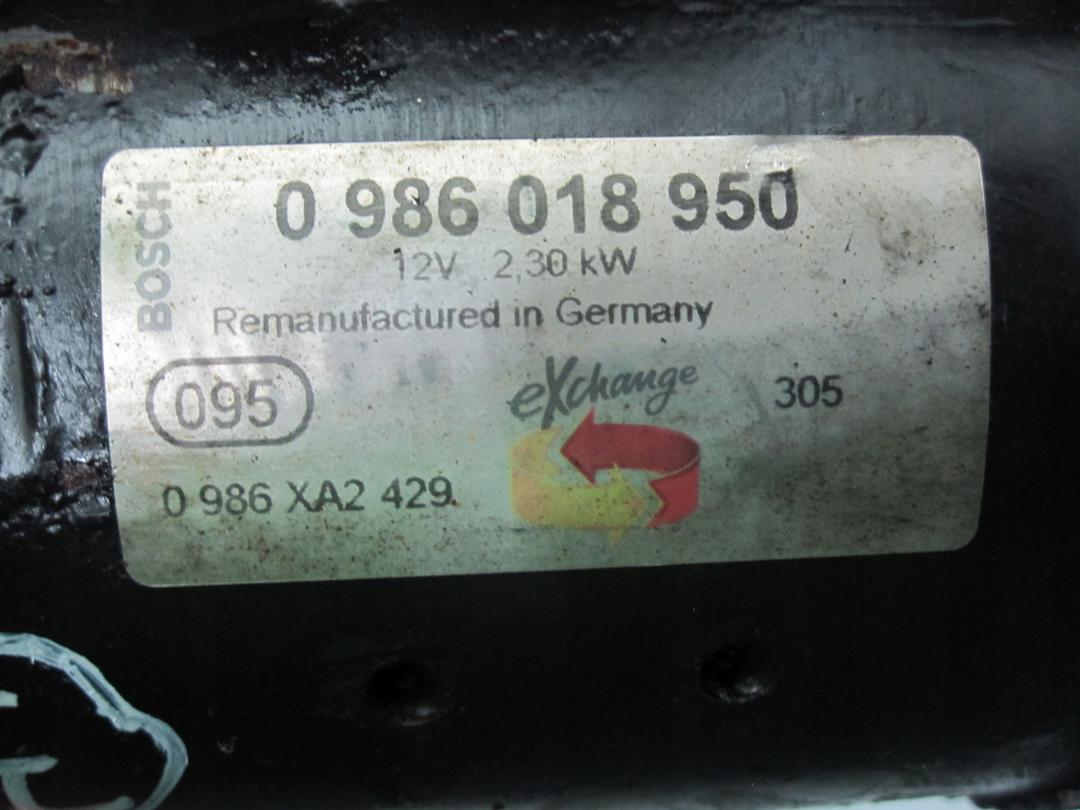 BOSCH
0 986 018 950
12V 2,30 kW
Remanufactured in Germany
095
eXchange
305
0 986 XA2 429